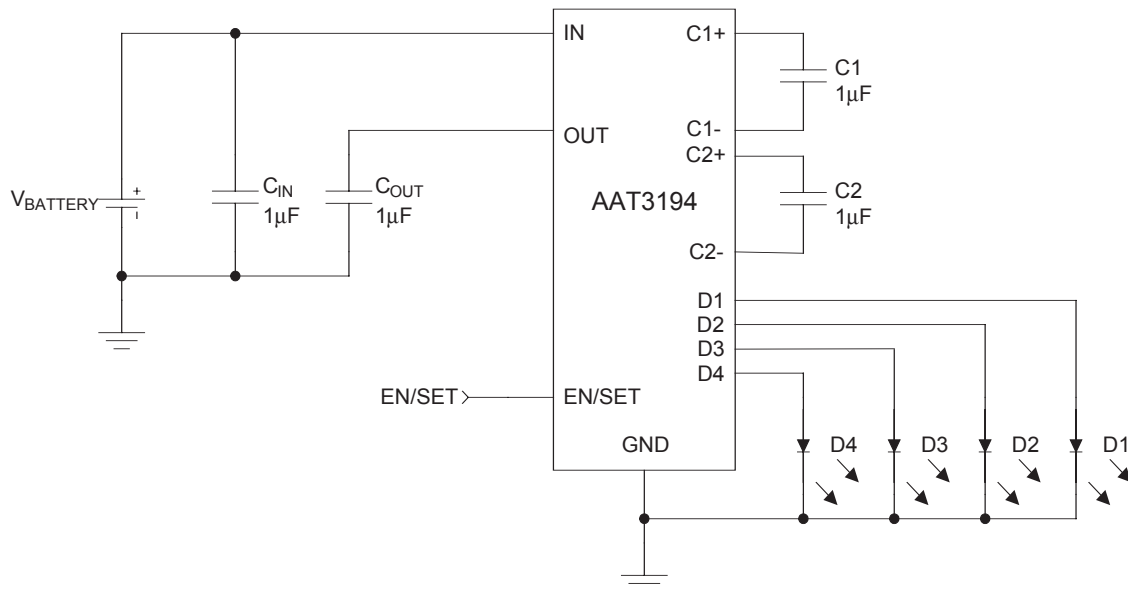 IN
C1+
C1
1µF
OUT
C1-
C2+
VBATTERY
+
-
CIN
1µF
COUT
1µF
AAT3194
C2
1µF
C2-
D1
D2
D3
D4
EN/SET
EN/SET
GND
D4
D3
D2
D1